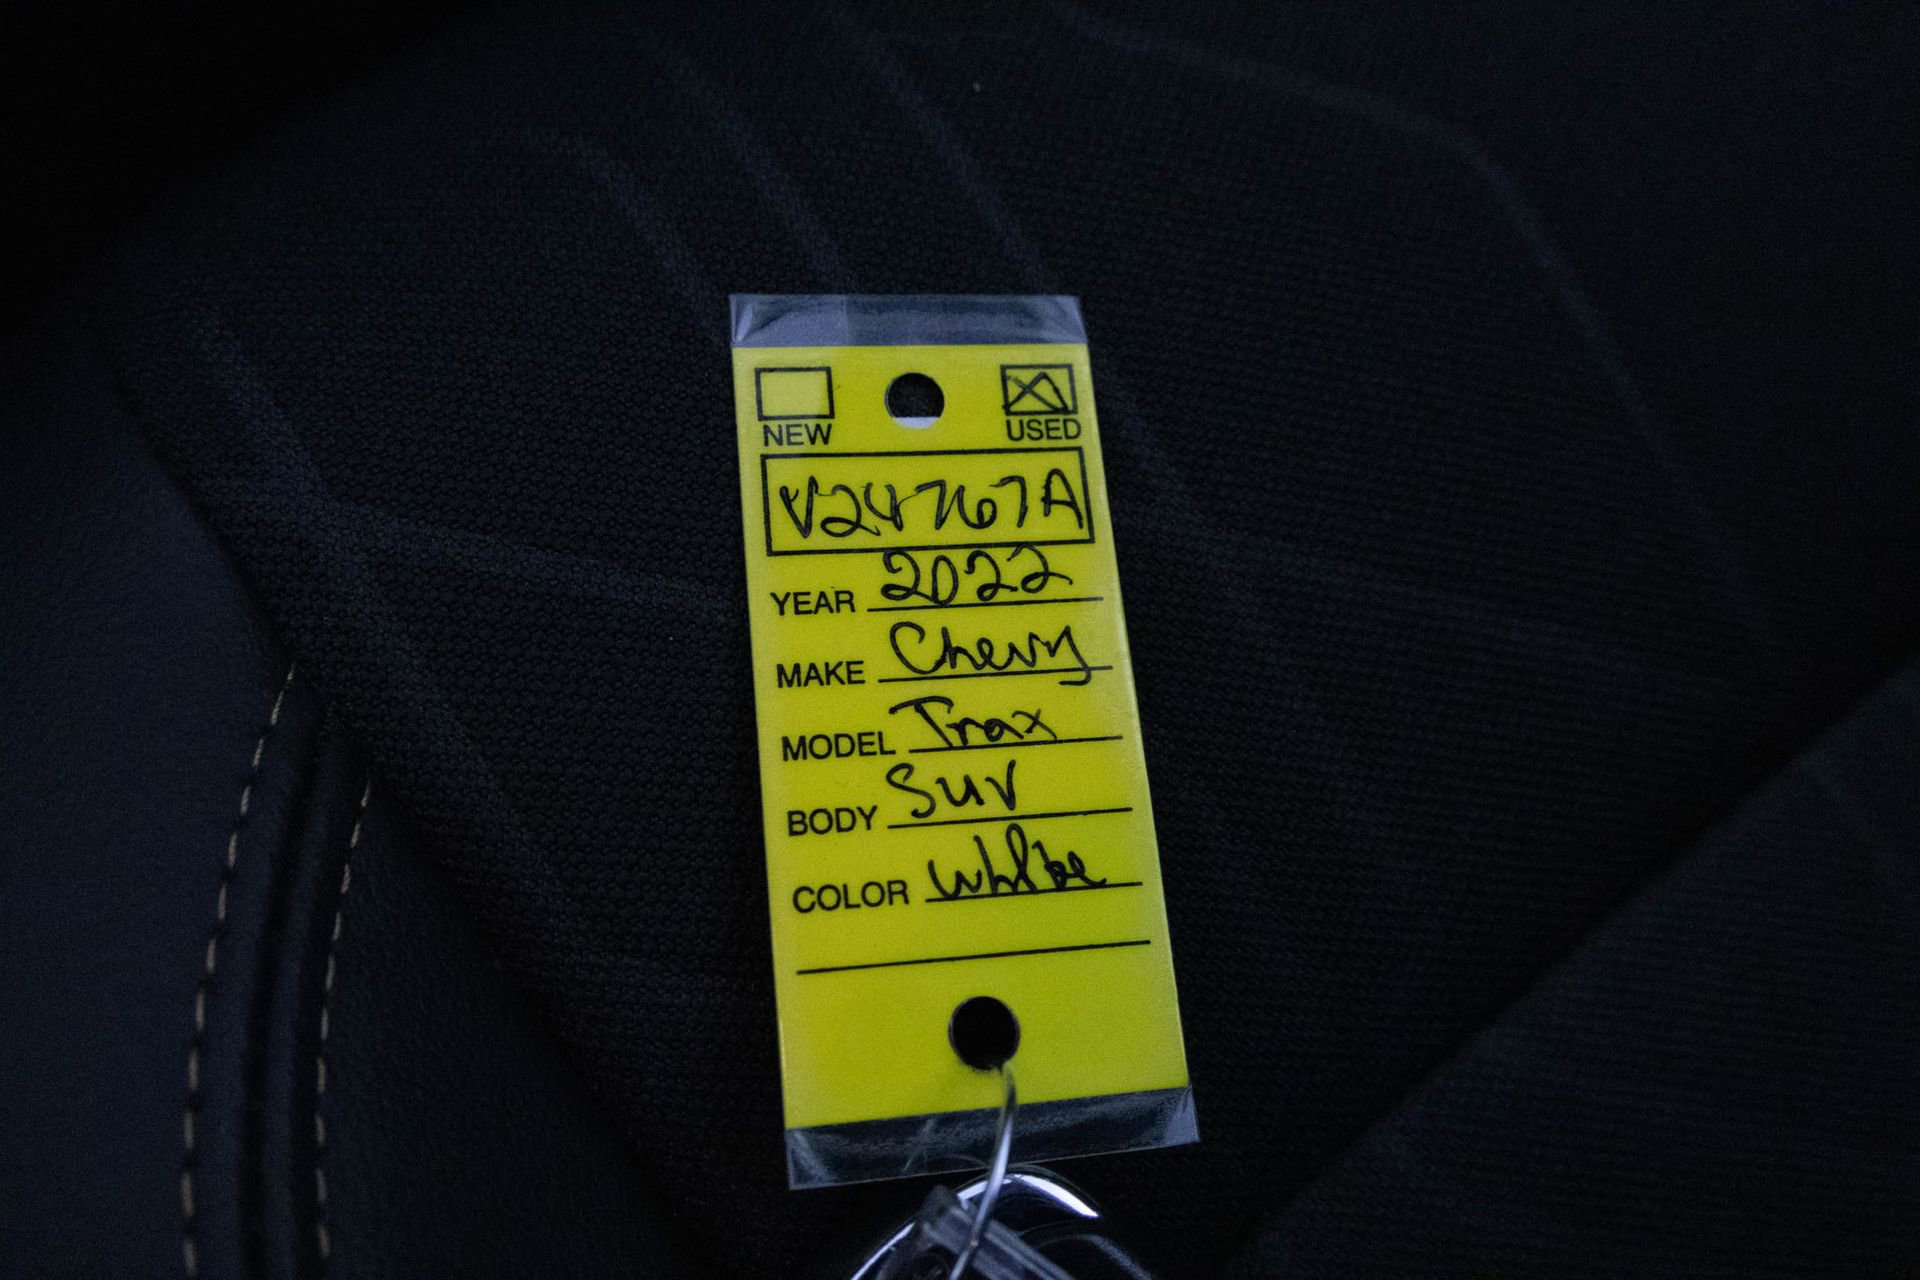 NEW USED
V24767A
YEAR 2022
MAKE Chevy
MODEL Trax
BODY SUV
COLOR White